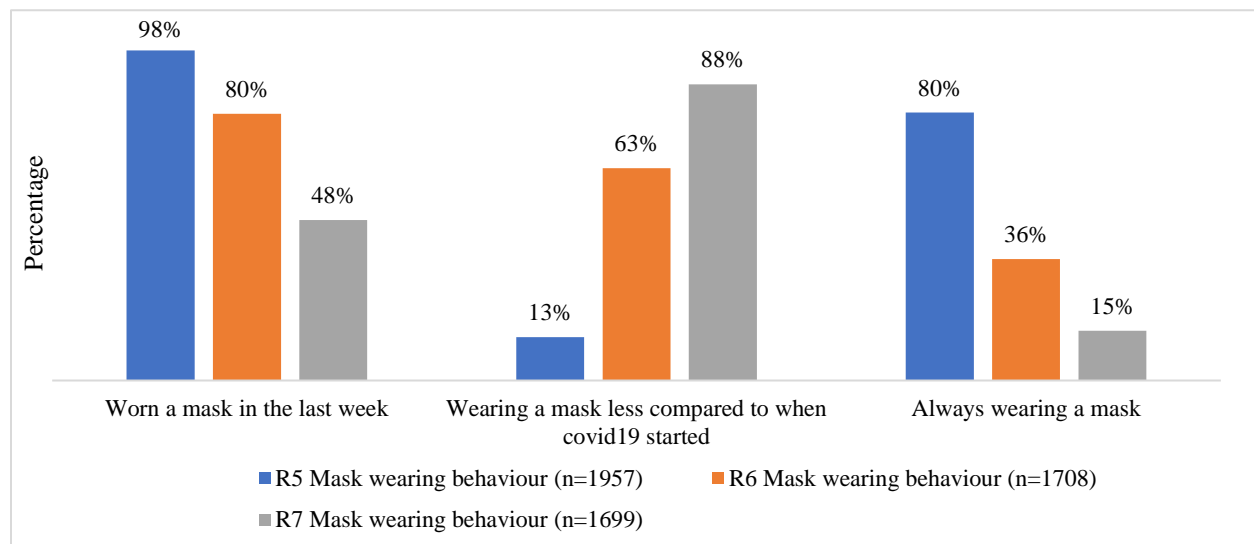 98%
80%
48%
13%
63%
88%
80%
36%
15%
Percentage
Worn a mask in the last week
Wearing a mask less compared to when
covid19 started
Always wearing a mask
R5 Mask wearing behaviour (n=1957)
R6 Mask wearing behaviour (n=1708)
R7 Mask wearing behaviour (n=1699)